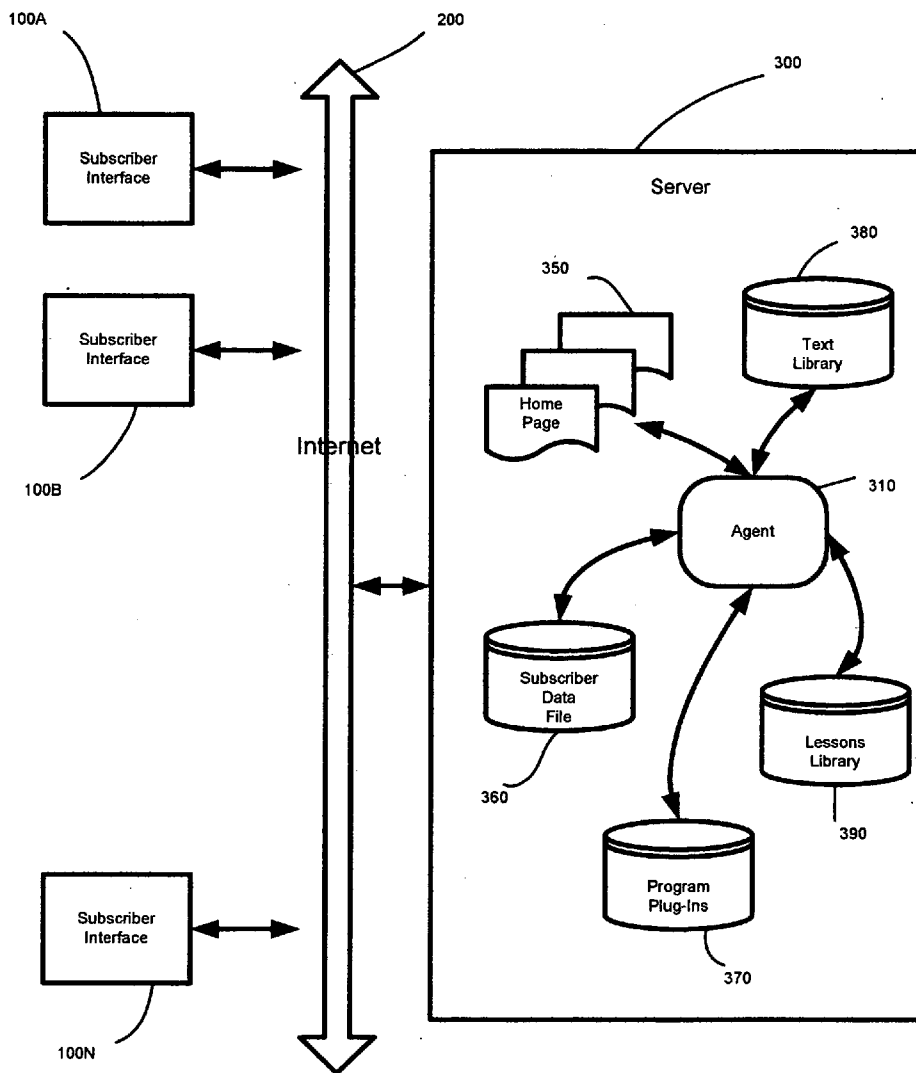 100A
200
300
Subscriber
Interface
Server
380
350
Subscriber
Interface
Text
Library
Home
Page
Internet
100B
310
Agent
Subscriber
Data
File
Lessons
Library
360
390
Program
Plug-Ins
Subscriber
Interface
370
100N